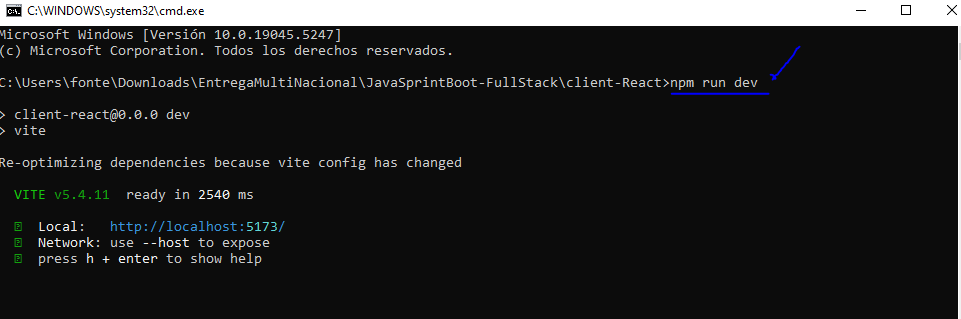 C:\WINDOWS\system32\cmd.exe
Microsoft Windows [Versión 10.0.19045.5247]
(c) Microsoft Corporation. Todos los derechos reservados.
C:\Users\fonte\Downloads\EntregaMultiNacional\JavaSprintBoot-FullStack\client-React>npm run dev
> client-react@0.0.0 dev
> vite
Re-optimizing dependencies because vite config has changed
VITE v5.4.11  ready in 2540 ms
Local:   http://localhost:5173/
Network: use --host to expose
press h + enter to show help